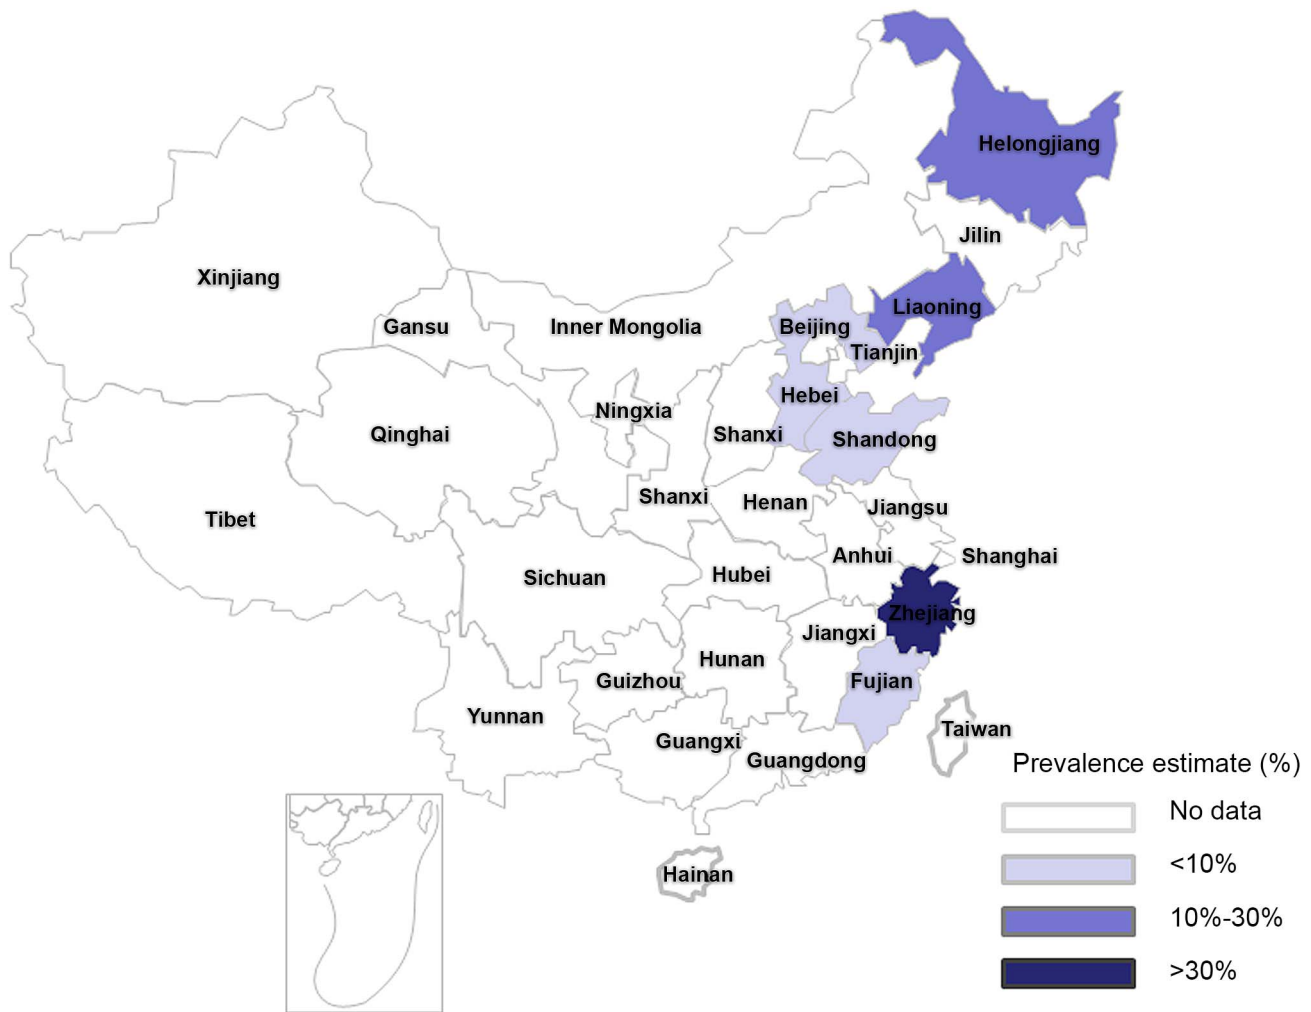 Helongjiang
Jilin
Xinjiang
Liaoning
Gansu
Inner Mongolia
Beijing
Tianjin
Hebei
Ningxia
Qinghai
Shanxi
Shandong
Shanxi
Henan
Jiangsu
Tibet
Anhui
Shanghai
Sichuan
Hubei
Zhejiang
Jiangxi
Hunan
Guizhou
Fujian
Yunnan
Taiwan
Guangxi
Guangdong
Hainan
Prevalence estimate (%)
No data
<10%
10%-30%
>30%